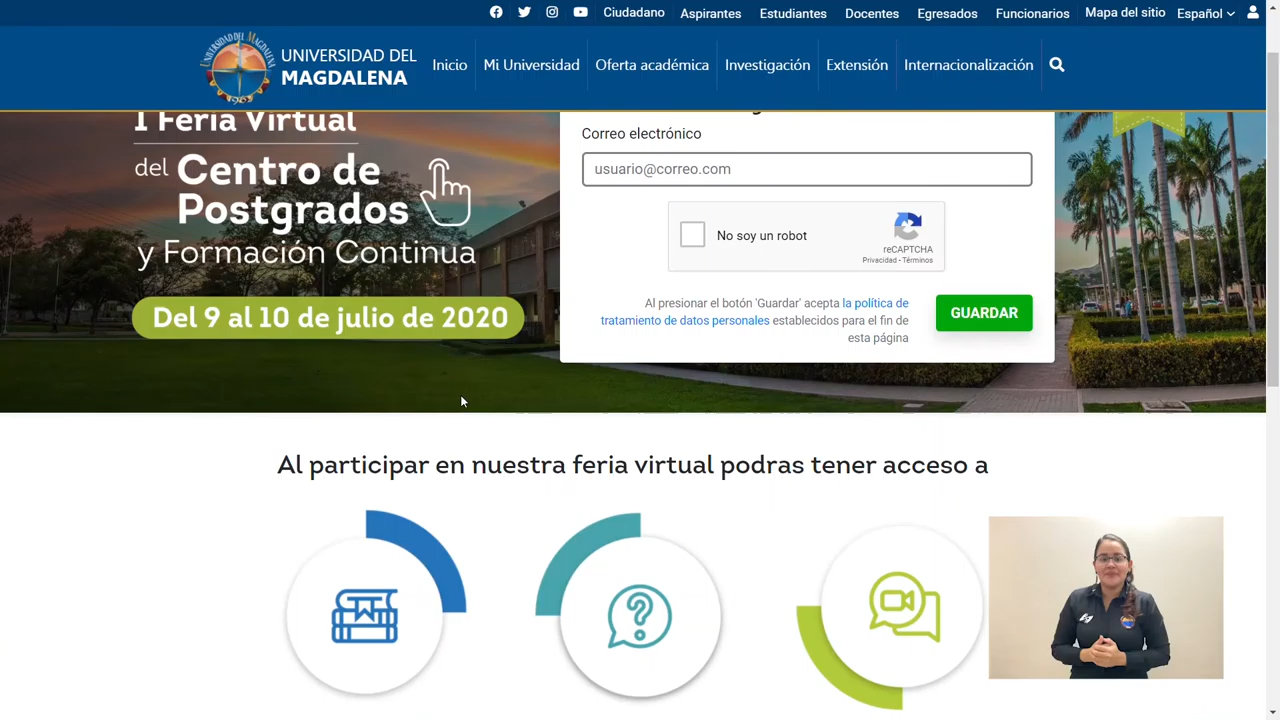 Ciudadano Aspirantes Estudiantes Docentes Egresados Funcionarios Mapa del sitio Español
UNIVERSIDAD DEL
MAGDALENA
Inicio Mi Universidad Oferta académica Investigación Extensión Internacionalización
UNIVERSIDAD DEL MAGDALENA
I Feria Virtual
del Centro de
Postgrados
y Formación Continua
Del 9 al 10 de julio de 2020
Correo electrónico
usuario@correo.com
No soy un robot
reCAPTCHA
Privacidad - Términos
Al presionar el botón 'Guardar' acepta la política de
tratamiento de datos personales establecidos para el fin de
esta página
GUARDAR
Al participar en nuestra feria virtual podras tener acceso a